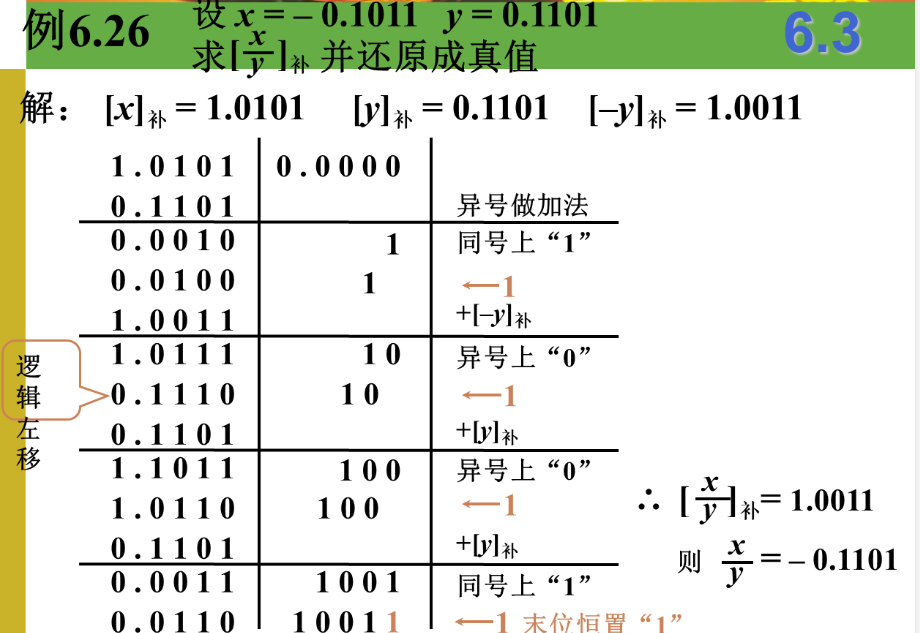 例6.26
设 x = – 0.1011 y = 0.1101
求[x/y]补 并还原成真值
6.3
解： [x]补 = 1.0101 [y]补 = 0.1101 [–y]补 = 1.0011
1.0101 0.0000
0.1101 异号做加法
0.0010 1 同号上“1”
0.0100 1 ←1
1.0011 +[–y]补
1.0111 10 异号上“0”
逻辑左移
0.1110 10 ←1
0.1101 +[y]补
1.1011 100 异号上“0”
1.0110 100 ←1
0.1101 +[y]补
0.0011 1001 同号上“1”
0.0110 10011 ←1 末位恒置“1”
∴ [x/y]补= 1.0011
则 x/y = – 0.1101